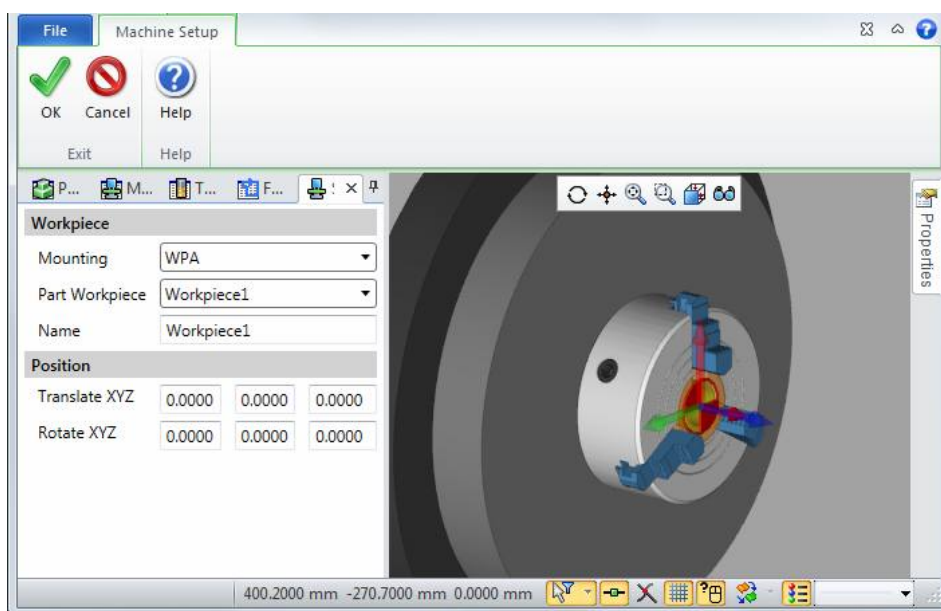 File Machine Setup
OK Cancel Help
Exit Help
P... M... T... F... :
Workpiece
Mounting WPA
Part Workpiece Workpiece1
Name Workpiece1
Position
Translate XYZ 0.0000 0.0000 0.0000
Rotate XYZ 0.0000 0.0000 0.0000
Properties
400.2000 mm -270.7000 mm 0.0000 mm